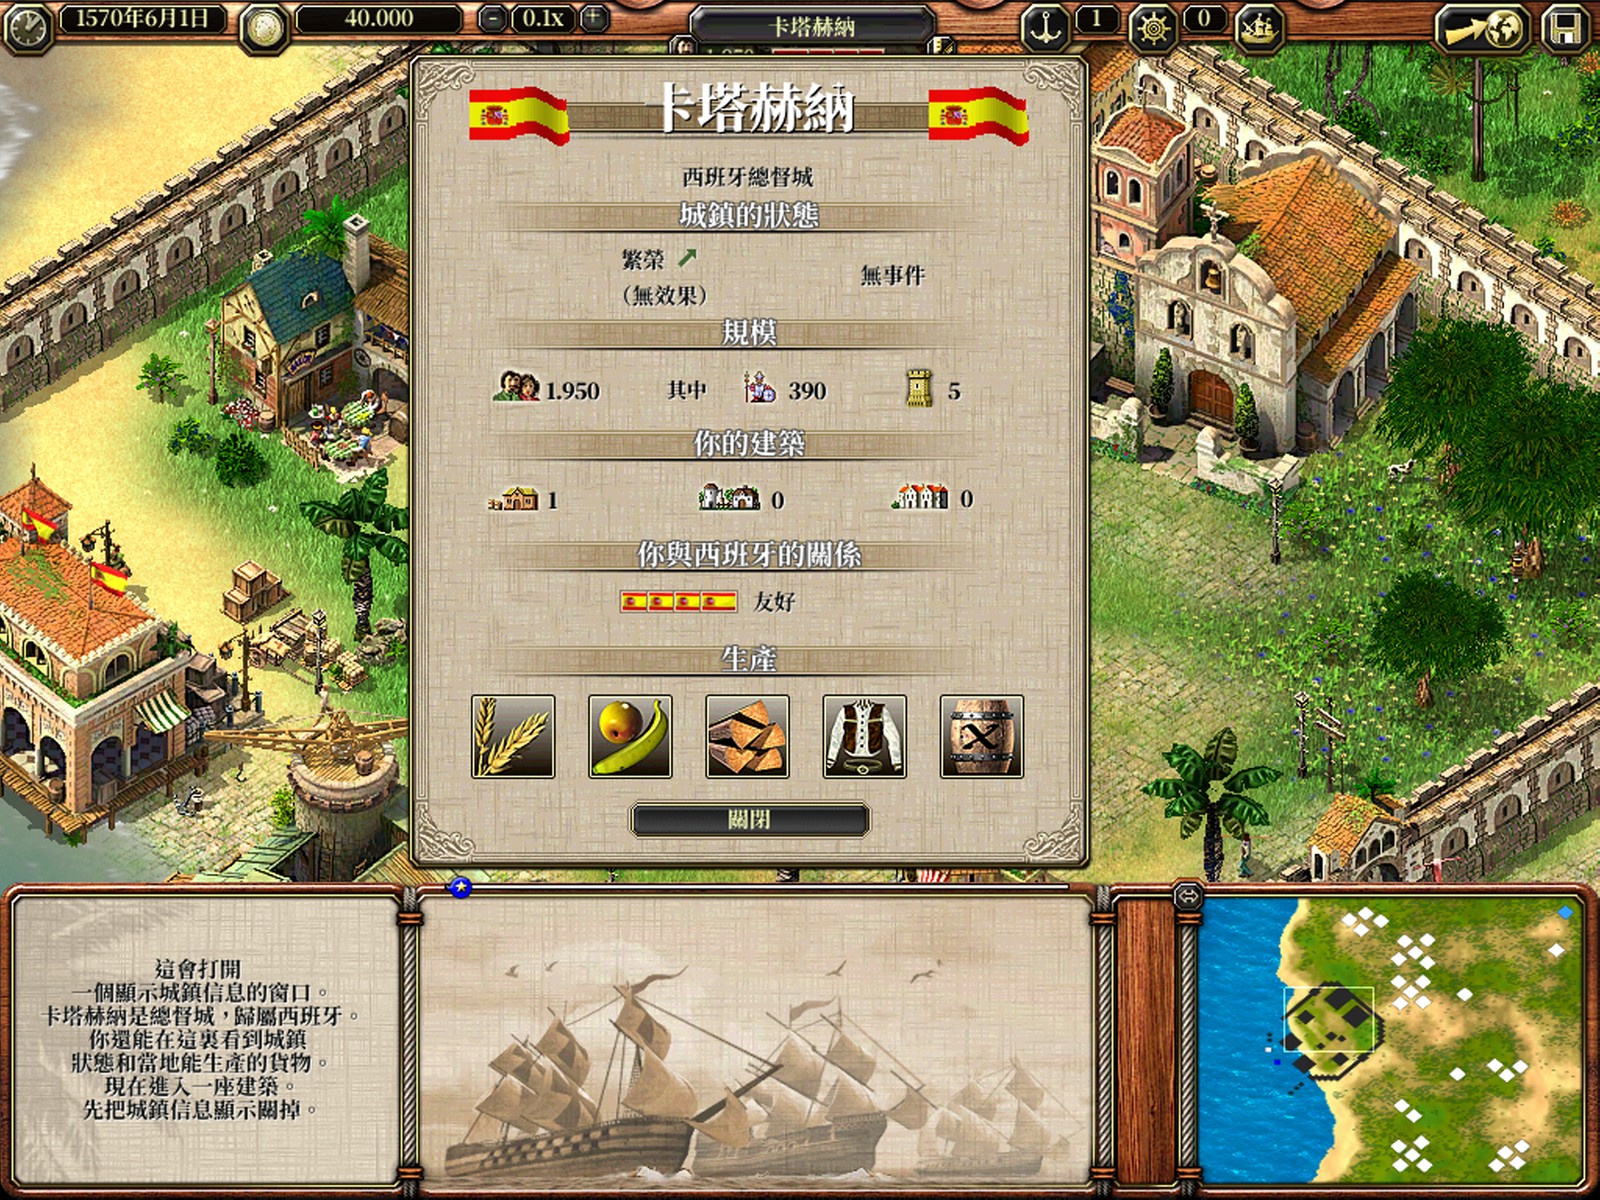 1570年6月1日
40.000
- 0.1x +
卡塔赫納
1
0
卡塔赫納
西班牙總督城
城鎮的狀態
繁榮
(無效果)
無事件
規模
1.950 其中 390 5
你的建築
1 0 0
你與西班牙的關係
友好
生產
關閉
這會打開
一個顯示城鎮信息的窗口。
卡塔赫納是總督城,歸屬西班牙。
你還能在這裏看到城鎮
狀態和當地能生產的貨物。
現在進入一座建築。
先把城鎮信息顯示關掉。